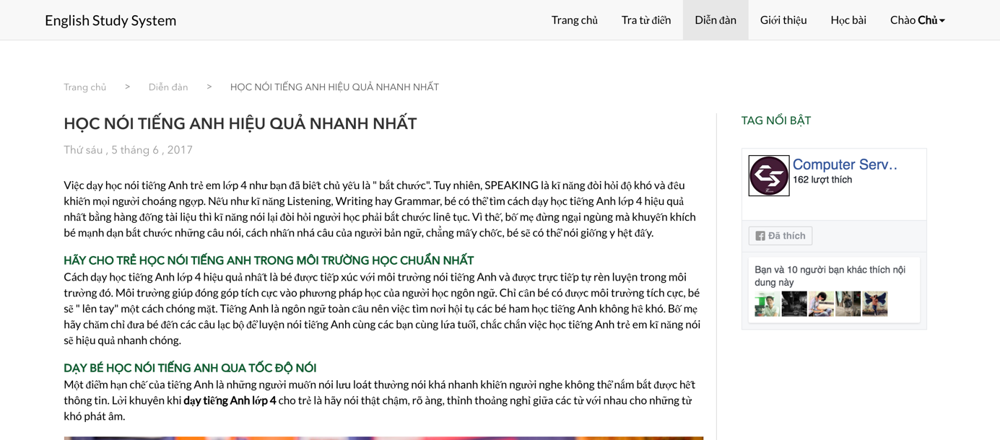 English Study System
Trang chủ
Tra từ điển
Diễn đàn
Giới thiệu
Học bài
Chào Chủ
Trang chủ > Diễn đàn > HỌC NÓI TIẾNG ANH HIỆU QUẢ NHANH NHẤT
HỌC NÓI TIẾNG ANH HIỆU QUẢ NHANH NHẤT
Thứ sáu , 5 tháng 6 , 2017
Việc dạy học nói tiếng Anh trẻ em lớp 4 như bạn đã biết chủ yếu là " bắt chước". Tuy nhiên, SPEAKING là kĩ năng đòi hỏi độ khó và đều
khiến mọi người choáng ngợp. Nếu như kĩ năng Listening, Writing hay Grammar, bé có thể tìm cách dạy học tiếng Anh lớp 4 hiệu quả
nhất bằng hàng đống tài liệu thì kĩ năng nói lại đòi hỏi người học phải bắt chước linê tục. Vì thế, bố mẹ đừng ngại ngùng mà khuyến khích
bé mạnh dạn bắt chước những câu nói, cách nhấn nhá câu của người bản ngữ, chẳng mấy chốc, bé sẽ có thể nói giống y hệt đấy.
HÃY CHO TRẺ HỌC NÓI TIẾNG ANH TRONG MÔI TRƯỜNG HỌC CHUẨN NHẤT
Cách dạy học tiếng Anh lớp 4 hiệu quả nhất là bé được tiếp xúc với môi trường nói tiếng Anh và được trực tiếp tự rèn luyện trong môi
trường đó. Môi trường giúp đóng góp tích cực vào phương pháp học của người học ngôn ngữ. Chỉ cần bé có được môi trường tích cực, bé
sẽ " lên tay" một cách chóng mặt. Tiếng Anh là ngôn ngữ toàn cầu nên việc tìm nơi hội tụ các bé ham học tiếng Anh không hề khó. Bố mẹ
hãy chăm chỉ đưa bé đến các câu lạc bộ để luyện nói tiếng Anh cùng các bạn cùng lứa tuổi, chắc chắn việc học tiếng Anh trẻ em kĩ năng nói
sẽ hiệu quả nhanh chóng.
DẠY BÉ HỌC NÓI TIẾNG ANH QUA TỐC ĐỘ NÓI
Một điểm hạn chế của tiếng Anh là những người muốn nói lưu loát thường nói khá nhanh khiến người nghe không thể nắm bắt được hết
thông tin. Lời khuyên khi dạy tiếng Anh lớp 4 cho trẻ là hãy nói thật chậm, rõ àng, thỉnh thoảng nghỉ giữa các từ với nhau cho những từ
khó phát âm.
TAG NỔI BẬT
Computer Serv..
162 lượt thích
Đã thích
Bạn và 10 người bạn khác thích nội
dung này